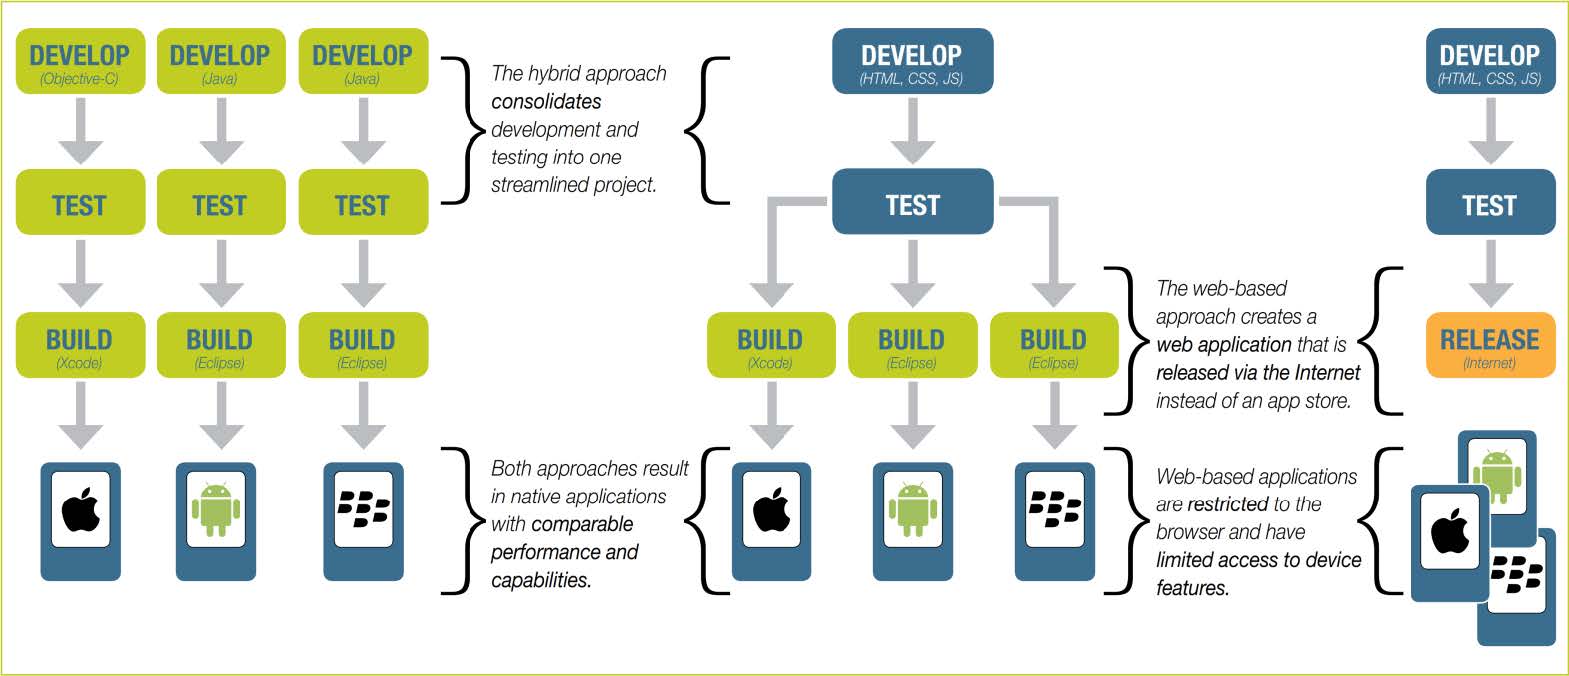 DEVELOP
(Objective-C)
DEVELOP
(Java)
DEVELOP
(Java)
TEST
TEST
TEST
BUILD
(Xcode)
BUILD
(Eclipse)
BUILD
(Eclipse)
The hybrid approach
consolidates
development and
testing into one
streamlined project.
Both approaches result
in native applications
with comparable
performance and
capabilities.
DEVELOP
(HTML, CSS, JS)
TEST
BUILD
(Xcode)
BUILD
(Eclipse)
BUILD
(Eclipse)
The web-based
approach creates a
web application that is
released via the Internet
instead of an app store.
Web-based applications
are restricted to the
browser and have
limited access to device
features.
DEVELOP
(HTML, CSS, JS)
TEST
RELEASE
(Internet)